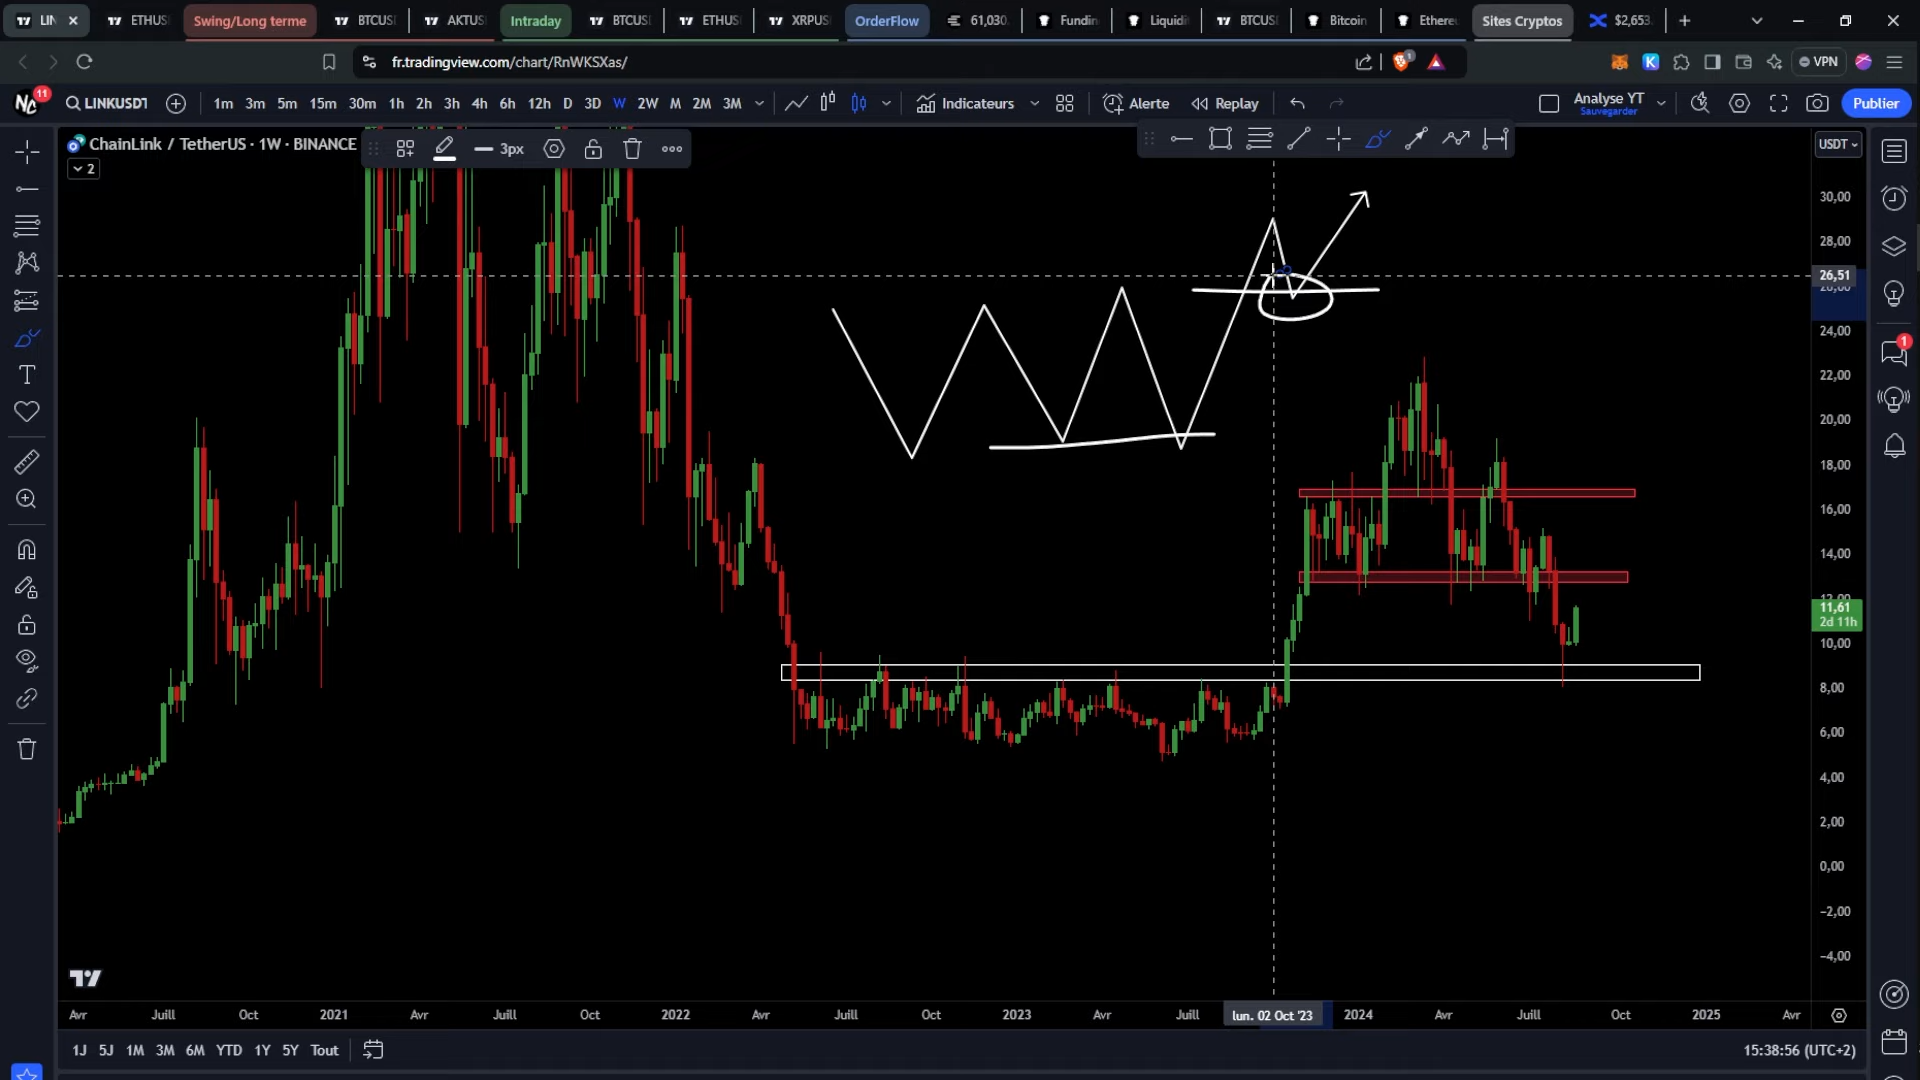 LIN
ETHUS
Swing/Long terme
BTCUS
AKTUS
Intraday
BTCUS
ETHUS
XRPUS
OrderFlow
61,030
Fundin
Liquidi
BTCUS
Bitcoin
Ethere
Sites Cryptos
$2,653
fr.tradingview.com/chart/RnWKSXas/
1
VPN
11
LINKUSDT
1m 3m 5m 15m 30m 1h 2h 3h 4h 6h 12h D 3D W 2W M 2M 3M
Indicateurs
Alerte
Replay
Analyse YT
Sauvegarder
Publier
ChainLink / TetherUS · 1W · BINANCE
3px
USDT
2
30,00
28,00
26,51
24,00
22,00
20,00
18,00
16,00
14,00
12,00
11,61
2d 11h
10,00
8,00
6,00
4,00
2,00
0,00
−2,00
−4,00
1
Avr Juill Oct 2021 Avr Juill Oct 2022 Avr Juill Oct 2023 Avr Juill lun. 02 Oct '23 2024 Avr Juill Oct 2025 Avr
1J 5J 1M 3M 6M YTD 1Y 5Y Tout
15:38:56 (UTC+2)